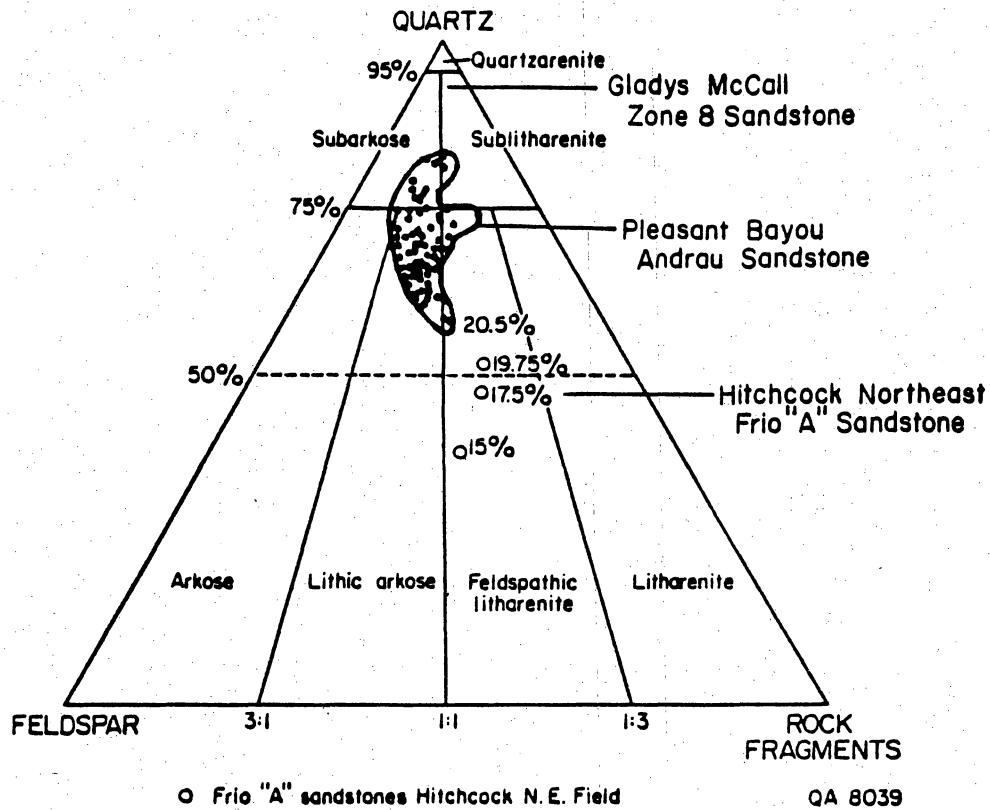 QUARTZ
Quartzarenite
95%
Gladys McCall
Zone 8 Sandstone
Subarkose
Sublitharenite
75%
Pleasant Bayou
Andrau Sandstone
20.5%
19.75%
50%
17.5%
Hitchcock Northeast
Frio "A" Sandstone
15%
Arkose
Lithic arkose
Feldspathic
litharenite
Litharenite
FELDSPAR
3:1
1:1
1:3
ROCK
FRAGMENTS
Frio "A" sandstones Hitchcock N.E. Field
QA 8039